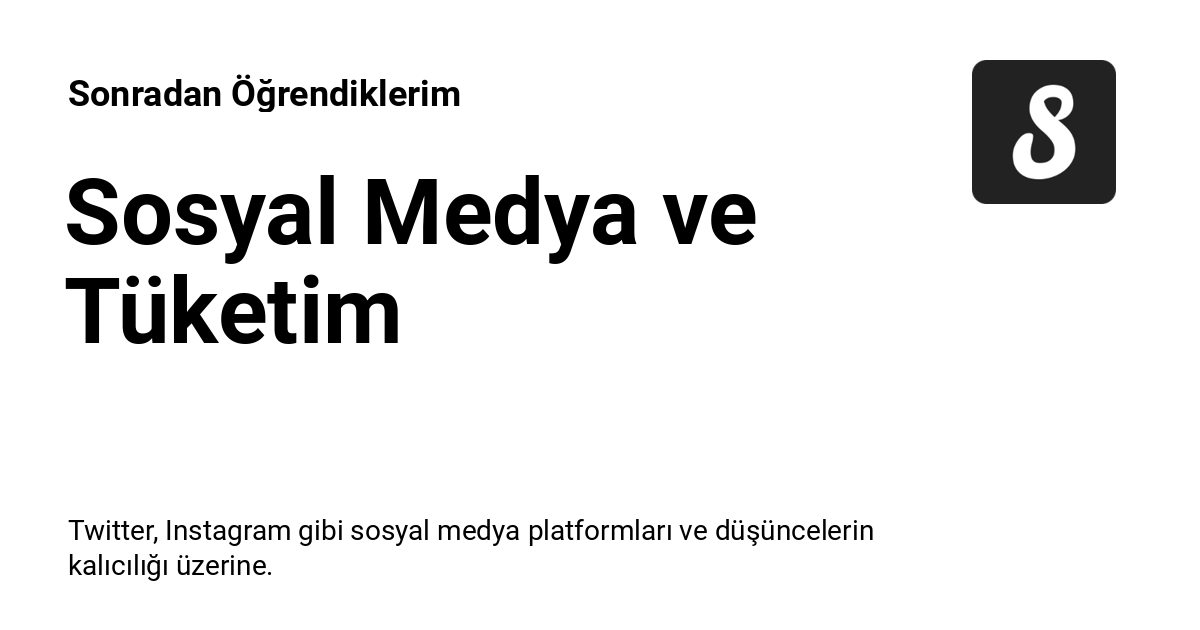 Sonradan Öğrendiklerim
S
Sosyal Medya ve
Tüketim
Twitter, Instagram gibi sosyal medya platformları ve düşüncelerin
kalıcılığı üzerine.